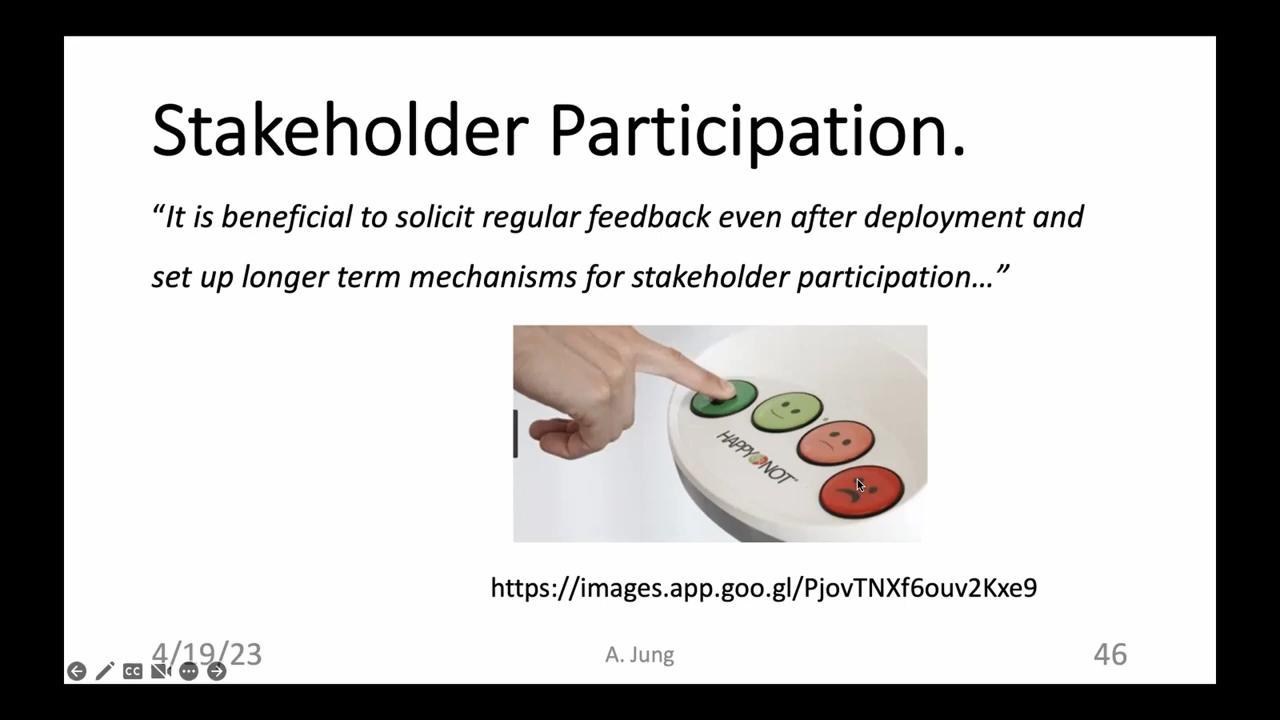 Stakeholder Participation.
“It is beneficial to solicit regular feedback even after deployment and
set up longer term mechanisms for stakeholder participation…”
HAPPY NOT
https://images.app.goo.gl/PjovTNXf6ouv2Kxe9
4/19/23
A. Jung
46
CC